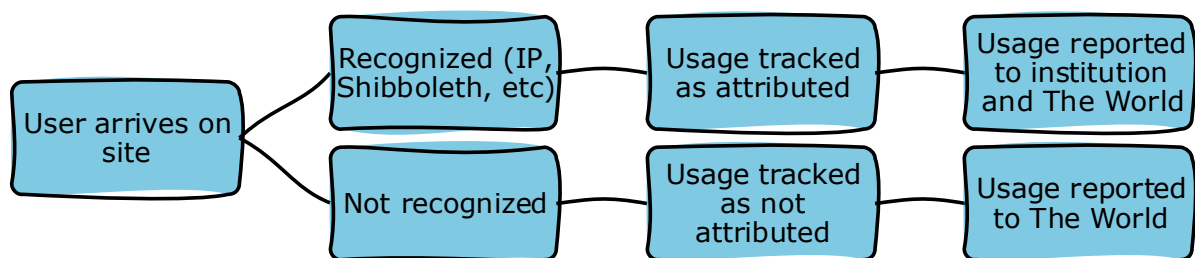 User arrives on
site
Recognized (IP,
Shibboleth, etc)
Usage tracked
as attributed
Usage reported
to institution
and The World
Not recognized
Usage tracked
as not
attributed
Usage reported
to The World